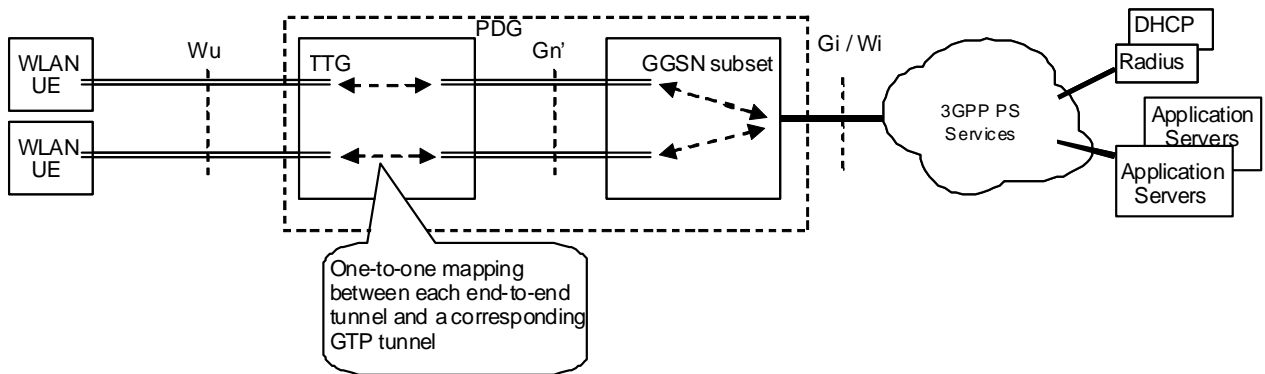 PDG
WLAN
UE
Wu
TTG
Gn'
GGSN subset
Gi / Wi
DHCP
Radius
3GPP PS
Services
WLAN
UE
Application
Servers
Application
Servers
One-to-one mapping
between each end-to-end
tunnel and a corresponding
GTP tunnel